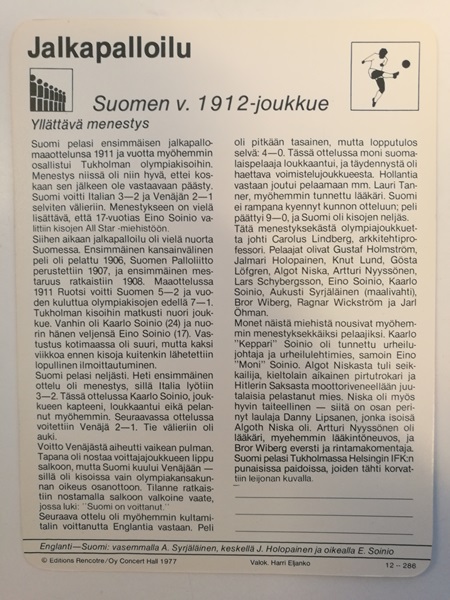 Jalkapalloilu
Suomen v. 1912-joukkue
Yllättävä menestys
Suomi pelasi ensimmäisen jalkapallo-
maaottelunsa 1911 ja vuotta myöhemmin
osallistui Tukholman olympiakisoihin.
Menestys niissä oli niin hyvä, ettei kos-
kaan sen jälkeen ole vastaavaan päästy.
Suomi voitti Italian 3—2 ja Venäjän 2—1
selviten välieriin. Menestykseen on vielä
lisättävä, että 17-vuotias Eino Soinio va-
littiin kisojen All Star -miehistöön.
Siihen aikaan jalkapalloilu oli vielä nuorta
Suomessa. Ensimmäinen kansainvälinen
peli oli pelattu 1906, Suomen Palloliitto
perustettiin 1907, ja ensimmäinen mes-
taruus ratkaistiin 1908. Maaottelussa
1911 Ruotsi voitti Suomen 5—2 ja vuo-
den kuluttua olympiakisojen edellä 7—1.
Tukholman kisoihin matkusti nuori jouk-
kue. Vanhin oli Kaarlo Soinio (24) ja nuo-
rin hänen veljensä Eino Soinio (17). Vas-
tustus kotimaassa oli suuri, mutta kaksi
viikkoa ennen kisoja kuitenkin lähetettiin
lopullinen ilmoittautuminen.
Suomi pelasi neljästi. Heti ensimmäinen
ottelu oli menestys, sillä Italia lyötiin
3—2. Tässä ottelussa Kaarlo Soinio, jouk-
kueen kapteeni, loukkaantui eikä pelan-
nut myöhemmin. Seuraavassa ottelussa
voitettiin Venäjä 2—1. Tie välieriin oli
auki.
Voitto Venäjästä aiheutti vaikean pulman.
Tapana oli nostaa voittajajoukkueen lippu
salkoon, mutta Suomi kuului Venäjään —
sillä oli kisoissa vain olympiakansakun-
nan oikeus osanottoon. Tilanne ratkais-
tiin nostamalla salkoon valkoine vaate,
jossa luki: ''Suomi on voittanut.''
Seuraava ottelu oli myöhemmin kultami-
talin voittanutta Englantia vastaan. Peli
oli pitkään tasainen, mutta lopputulos
selvä: 4—0. Tässä ottelussa moni suoma-
laispelaaja loukkaantui, ja täydennystä oli
haettava voimistelujoukkueesta. Hollantia
vastaan joutui pelaamaan mm. Lauri Tan-
ner, myöhemmin tunnettu lääkäri. Suomi
ei rampana kyennyt kunnon otteluun; peli
päättyi 9—0, ja Suomi oli kisojen neljäs.
Tätä menestyksekästä olympiajoukkuet-
ta johti Carolus Lindberg, arkkitehtipro-
fessori. Pelaajat olivat Gustaf Holmström,
Jalmari Holopainen, Knut Lund, Gösta
Löfgren, Algot Niska, Artturi Nyyssönen,
Lars Schybergsson, Eino Soinio, Kaarlo
Soinio, Aukusti Syrjäläinen (maalivahti),
Bror Wiberg, Ragnar Wickström ja Jarl
Öhman.
Monet näistä miehistä nousivat myöhem-
min menestyksekkäiksi pelaajiksi. Kaarlo
''Keppari'' Soinio oli tunnettu urheilu-
johtaja ja urheilulehtimies, samoin Eino
''Moni'' Soinio. Algot Niskasta tuli seik-
kailija, kieltolain aikainen pirtukrokari ja
Hitlerin Saksasta moottoriveneellään juu-
talaisia pelastanut mies. Niska oli myös
hyvin taiteellinen — siitä on osan peri-
nyt laulaja Danny Lipsanen, jonka isoisä
Algoth Niska oli. Artturi Nyyssönen oli
lääkäri, myehemmin lääkintöneuvos, ja
Bror Wiberg eversti ja rintamakomentaja.
Suomi pelasi Tukholmassa Helsingin IFK:n
punaisissa paidoissa, joiden tähti korvat-
tiin leijonan kuvalla.
Englanti—Suomi: vasemmalla A. Syrjäläinen, keskellä J. Holopainen ja oikealla E. Soinio
© Editions Rencotre/Oy Concert Hall 1977
Valok. Harri Eljanko
12 – 286